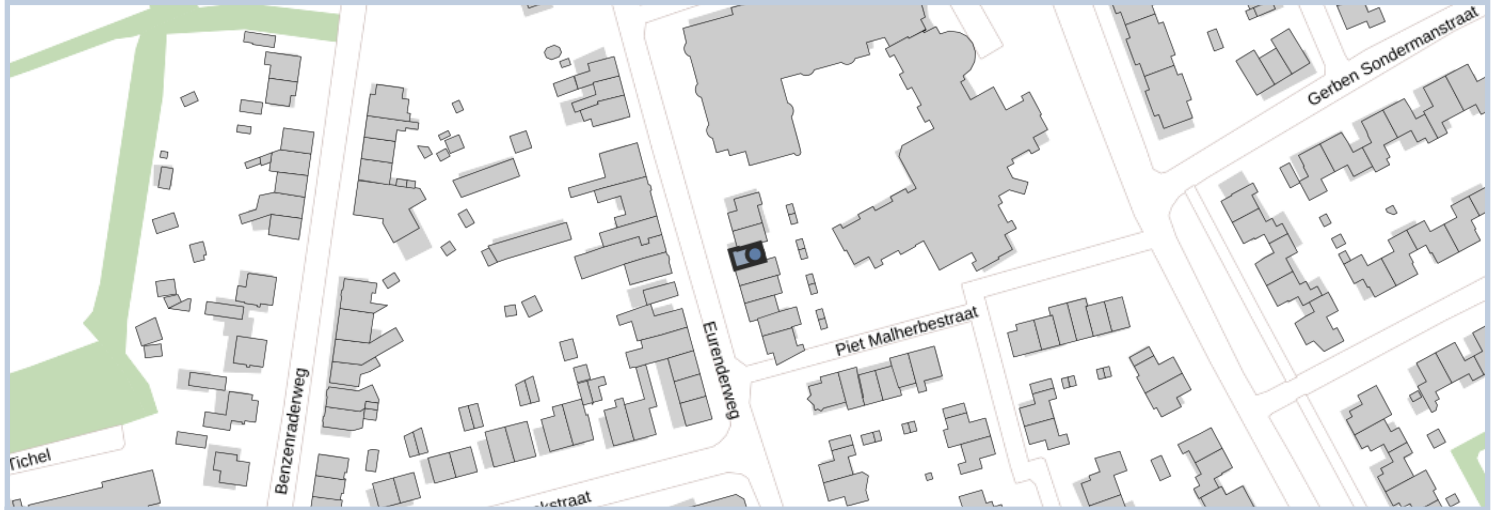 Gerben Sondermanstraat
Piet Malherbestraat
Eurenderweg
Benzenraderweg
Tichel
kstraat